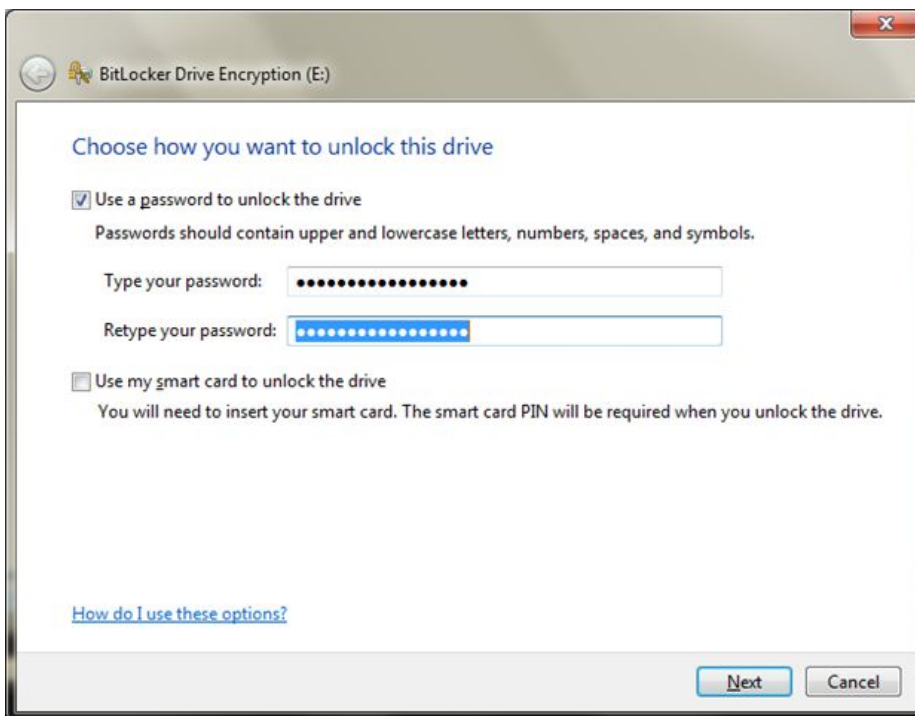 BitLocker Drive Encryption (E:)
Choose how you want to unlock this drive
Use a password to unlock the drive
Passwords should contain upper and lowercase letters, numbers, spaces, and symbols.
Type your password: ●●●●●●●●●●●●●●●●●
Retype your password: ●●●●●●●●●●●●●●●●●
Use my smart card to unlock the drive
You will need to insert your smart card. The smart card PIN will be required when you unlock the drive.
How do I use these options?
Next Cancel